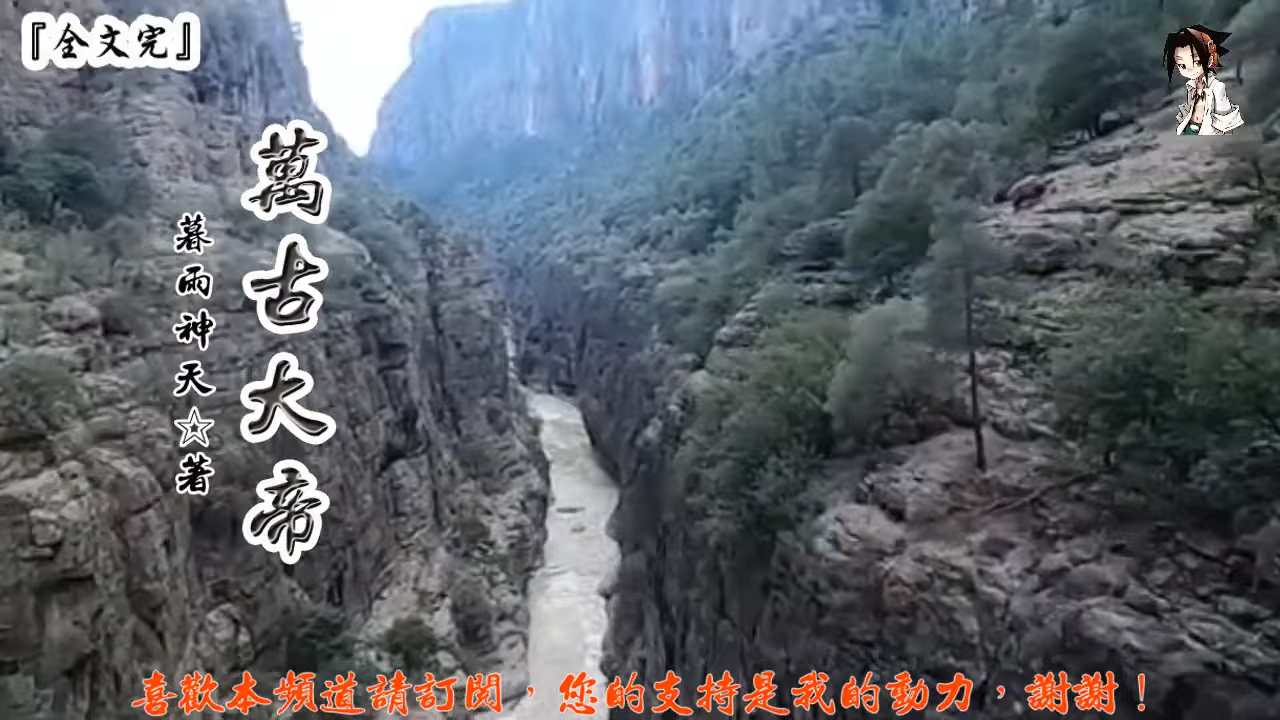 『全文完』
萬古大帝
暮雨神天☆著
喜歡本頻道請訂閱，您的支持是我的動力，謝謝！